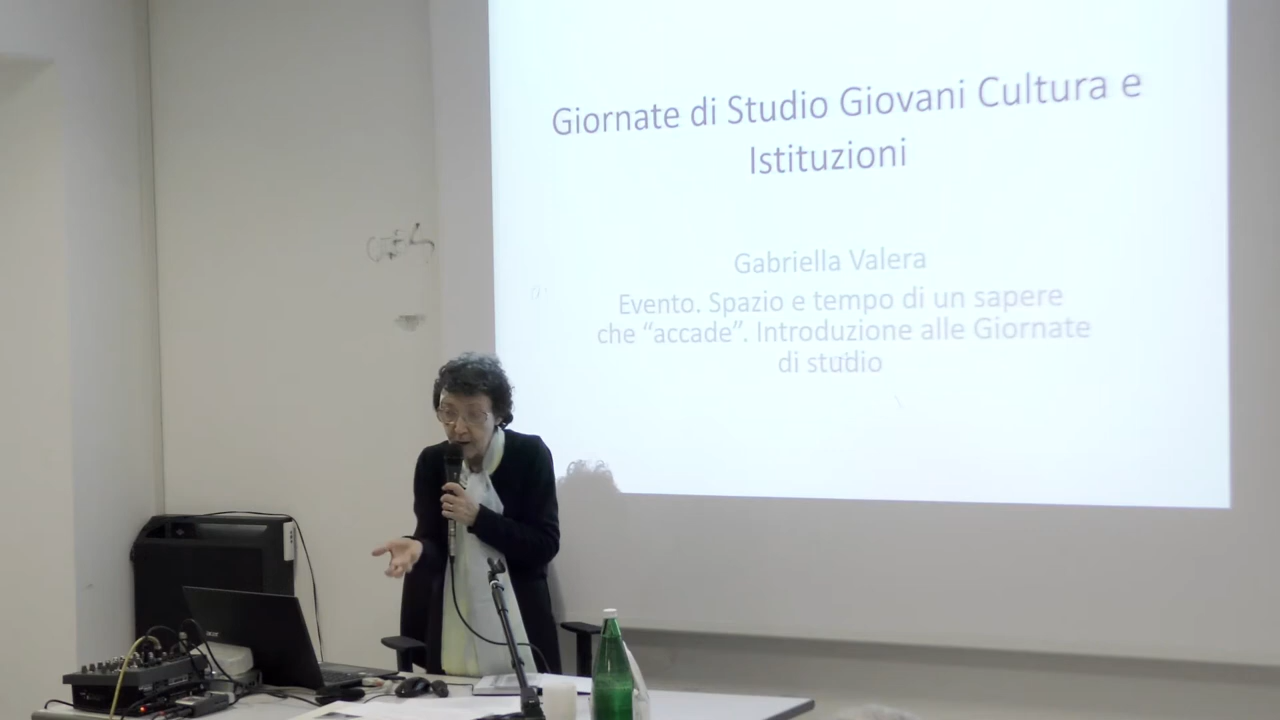 Giornate di Studio Giovani Cultura e
Istituzioni
Gabriella Valera
Evento. Spazio e tempo di un sapere
che “accade”. Introduzione alle Giornate
di studio
acer